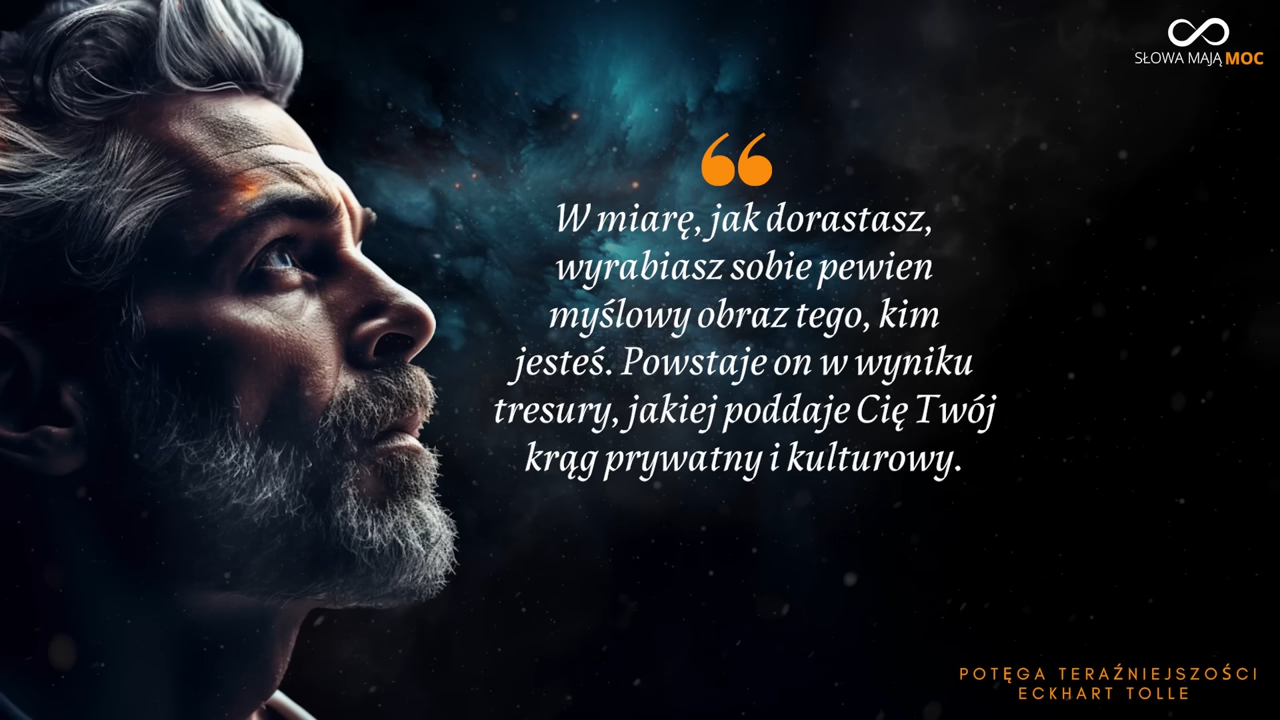 SŁOWA MAJĄ MOC
W miarę, jak dorastasz,
wyrabiasz sobie pewien
myślowy obraz tego, kim
jesteś. Powstaje on w wyniku
tresury, jakiej poddaje Cię Twój
krąg prywatny i kulturowy.
POTĘGA TERAŹNIEJSZOŚCI
ECKHART TOLLE